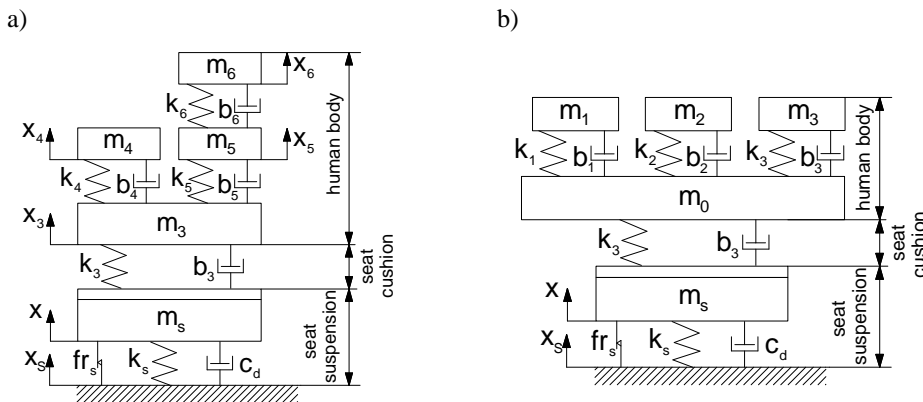 a)
m6
x6
k6
b6
x4
m4
m5
x5
k4
b4
k5
b5
human body
x3
m3
k3
b3
seat
cushion
x
ms
seat
suspension
xs
frs
ks
cd
b)
m1
m2
m3
k1
b1
k2
b2
k3
b3
human body
m0
k3
b3
seat
cushion
x
ms
seat
suspension
xs
frs
ks
cd